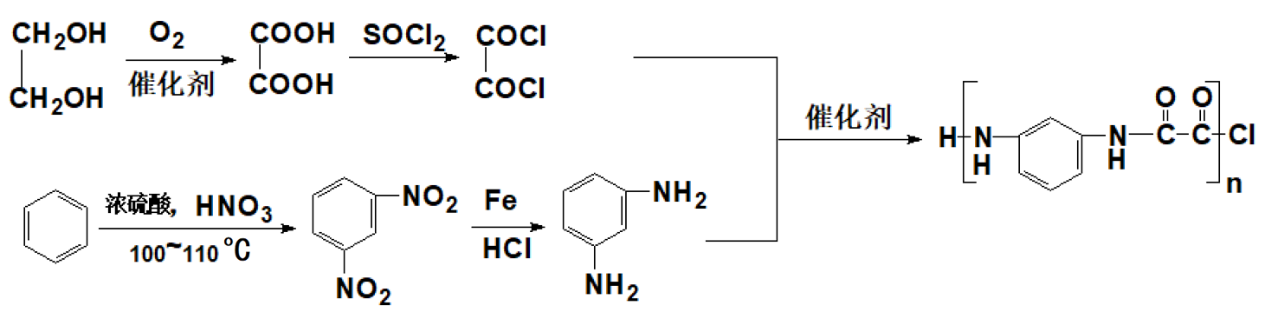 CH₂OH
CH₂OH
O₂
催化剂
COOH
COOH
SOCl₂
COCl
COCl
浓硫酸，HNO₃
100~110℃
NO₂
NO₂
Fe
HCl
NH₂
NH₂
催化剂
H N H N H C O C O Cl n